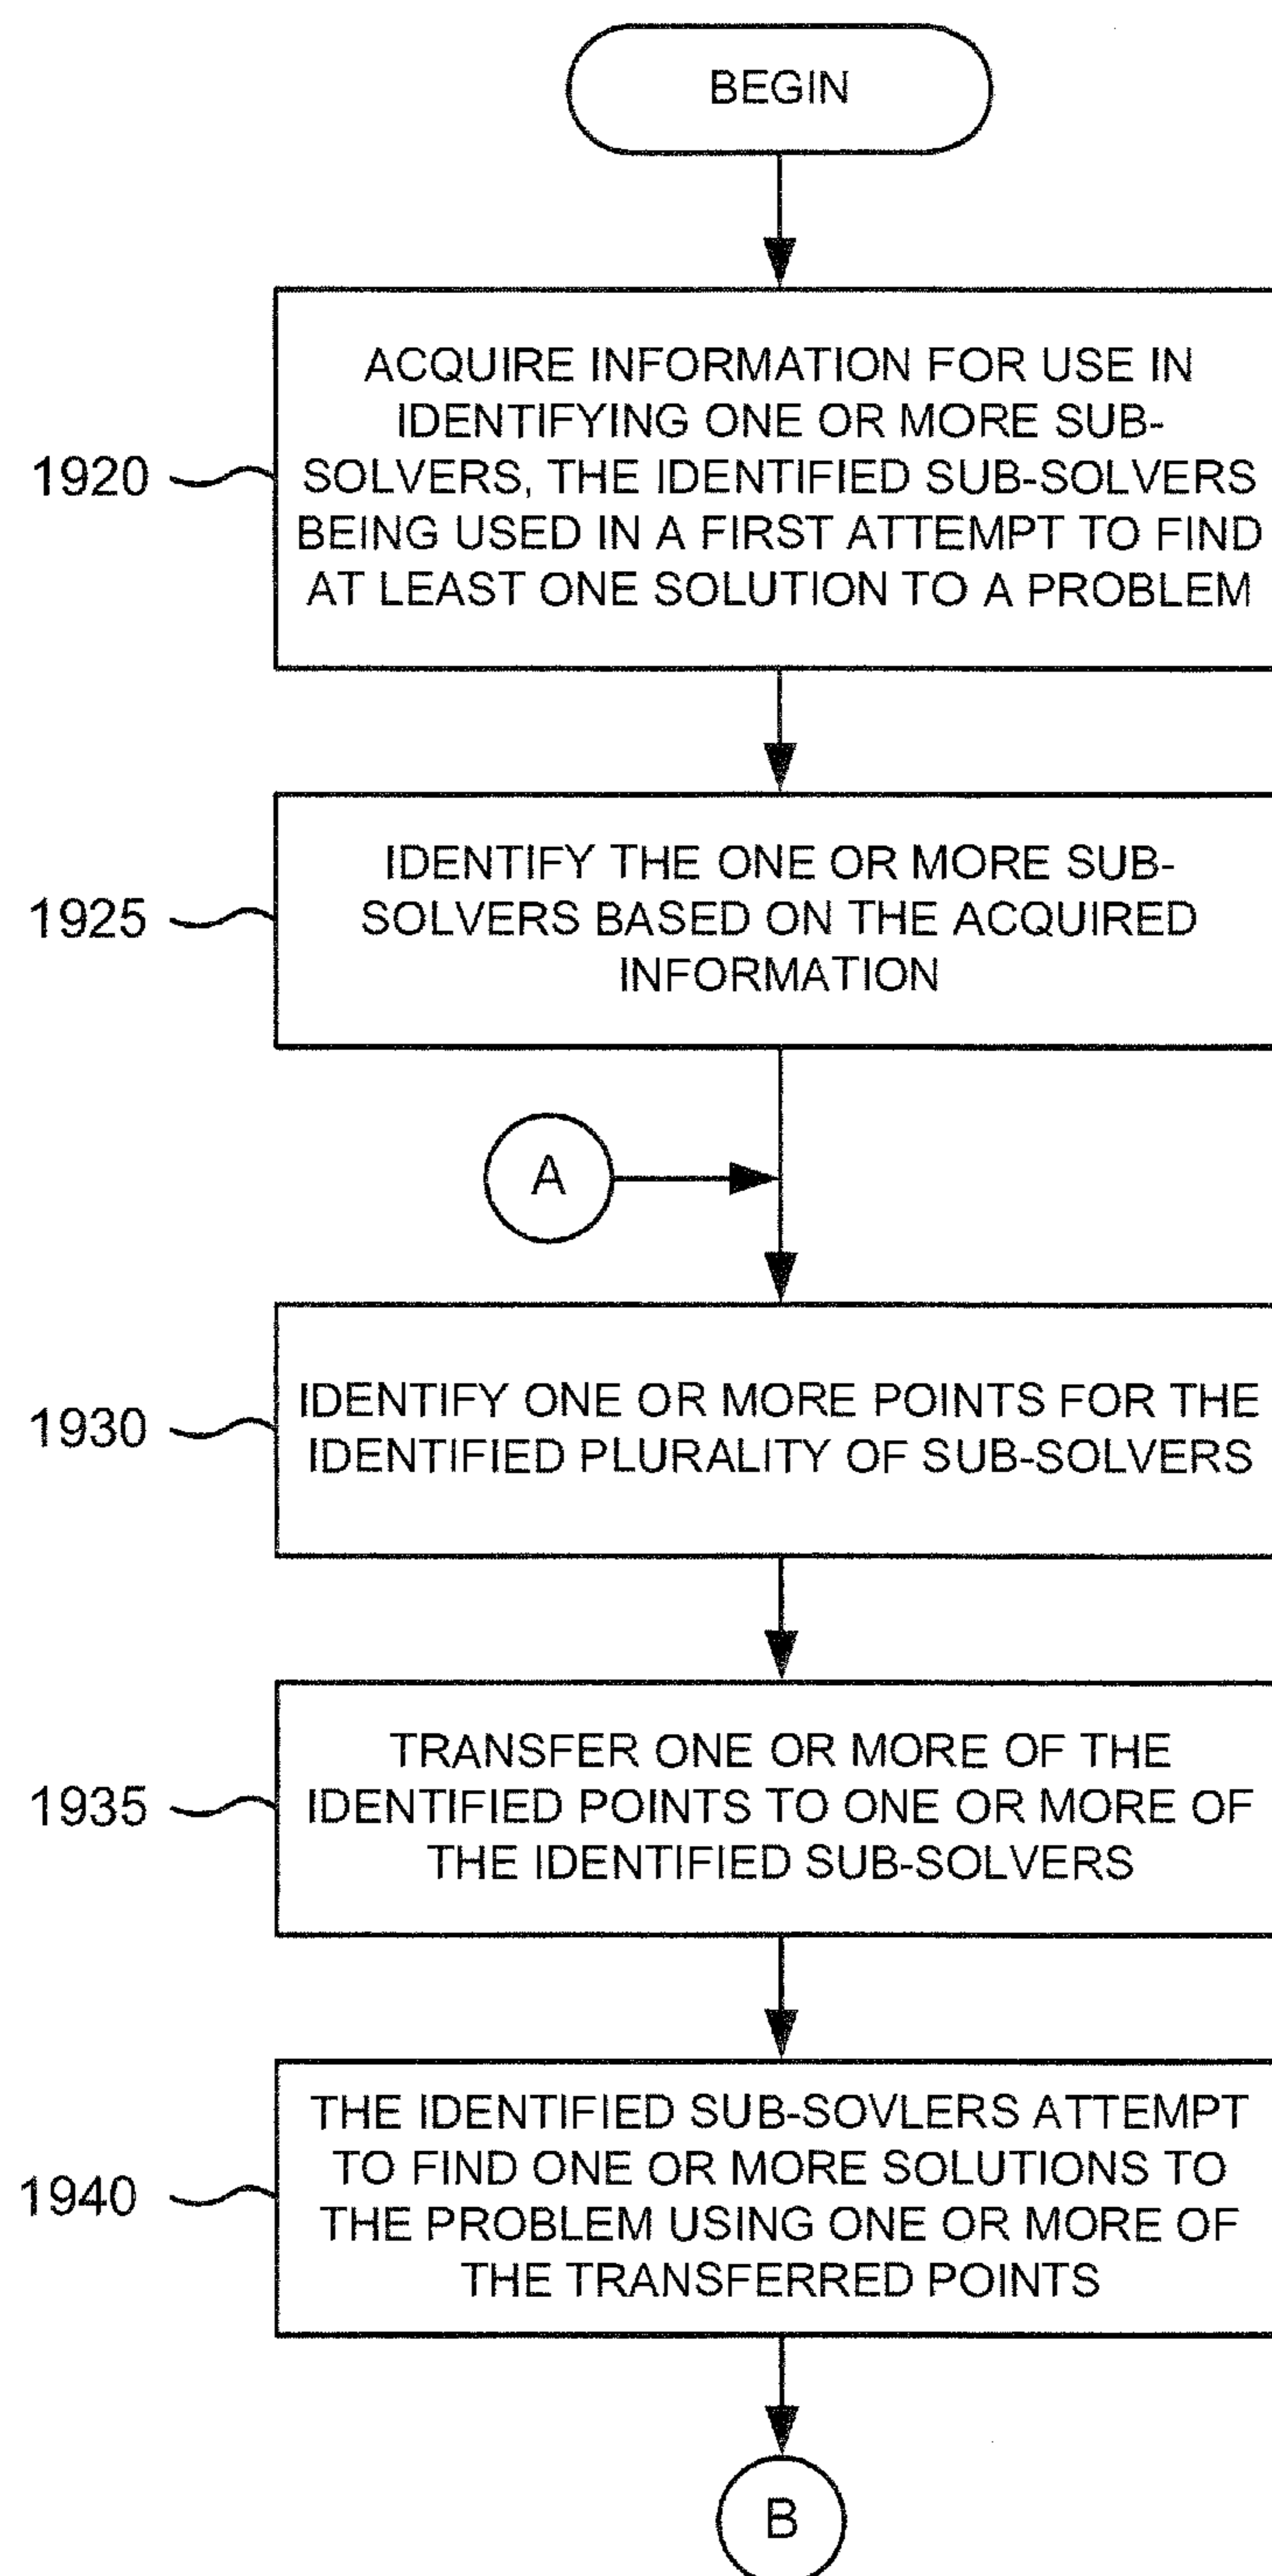 BEGIN
ACQUIRE INFORMATION FOR USE IN
IDENTIFYING ONE OR MORE SUB-
SOLVERS, THE IDENTIFIED SUB-SOLVERS
BEING USED IN A FIRST ATTEMPT TO FIND
AT LEAST ONE SOLUTION TO A PROBLEM
1920
IDENTIFY THE ONE OR MORE SUB-
SOLVERS BASED ON THE ACQUIRED
INFORMATION
1925
A
IDENTIFY ONE OR MORE POINTS FOR THE
IDENTIFIED PLURALITY OF SUB-SOLVERS
1930
TRANSFER ONE OR MORE OF THE
IDENTIFIED POINTS TO ONE OR MORE OF
THE IDENTIFIED SUB-SOLVERS
1935
THE IDENTIFIED SUB-SOVLERS ATTEMPT
TO FIND ONE OR MORE SOLUTIONS TO
THE PROBLEM USING ONE OR MORE OF
THE TRANSFERRED POINTS
1940
B